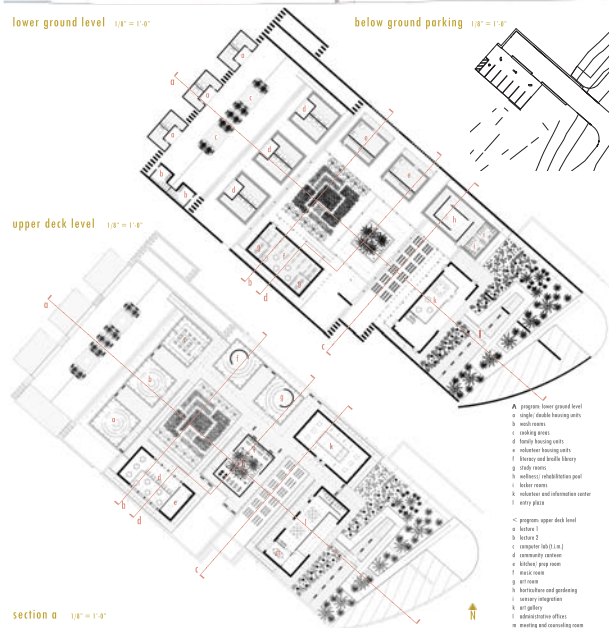 lower ground level 1/8" = 1'-0"
below ground parking 1/8" = 1'-0"
upper deck level 1/8" = 1'-0"
section a 1/8" = 1'-0"
N
program: lower ground level
a single/ double housing units
b wash rooms
c cooking areas
d family housing units
e volunteer housing units
f literacy and braille library
g study rooms
h wellness/ rehabilitation pool
i locker rooms
k volunteer and information center
l entry plaza
< program: upper deck level
a lecture 1
b lecture 2
c computer lab (t.i.m.)
d community canteen
e kitchen/ prep room
f music room
g art room
h horticulture and gardening
i sensory integration
k art gallery
l administrative offices
m meeting and counseling room